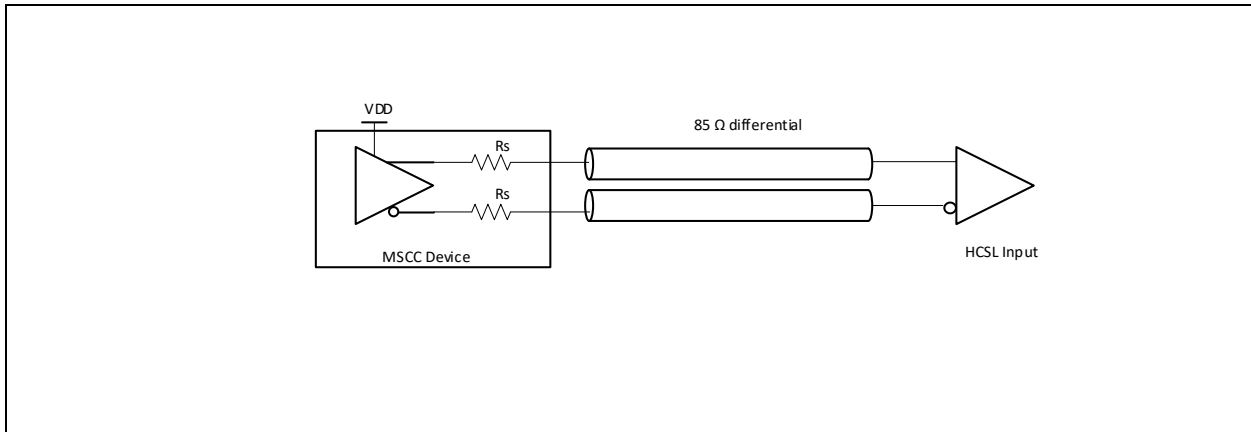 VDD
85 Ω differential
Rs
Rs
MSCC Device
HCSL Input